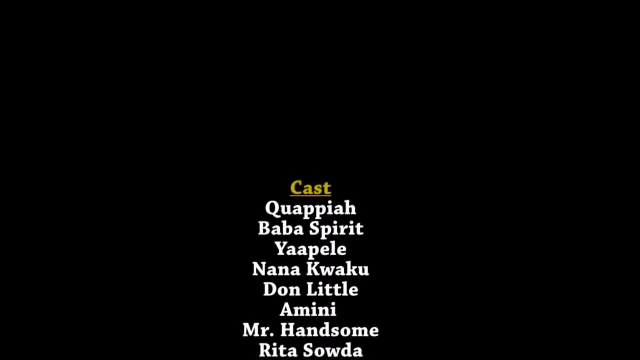 Cast
Quappiah
Baba Spirit
Yaapele
Nana Kwaku
Don Little
Amini
Mr. Handsome
Rita Sowda